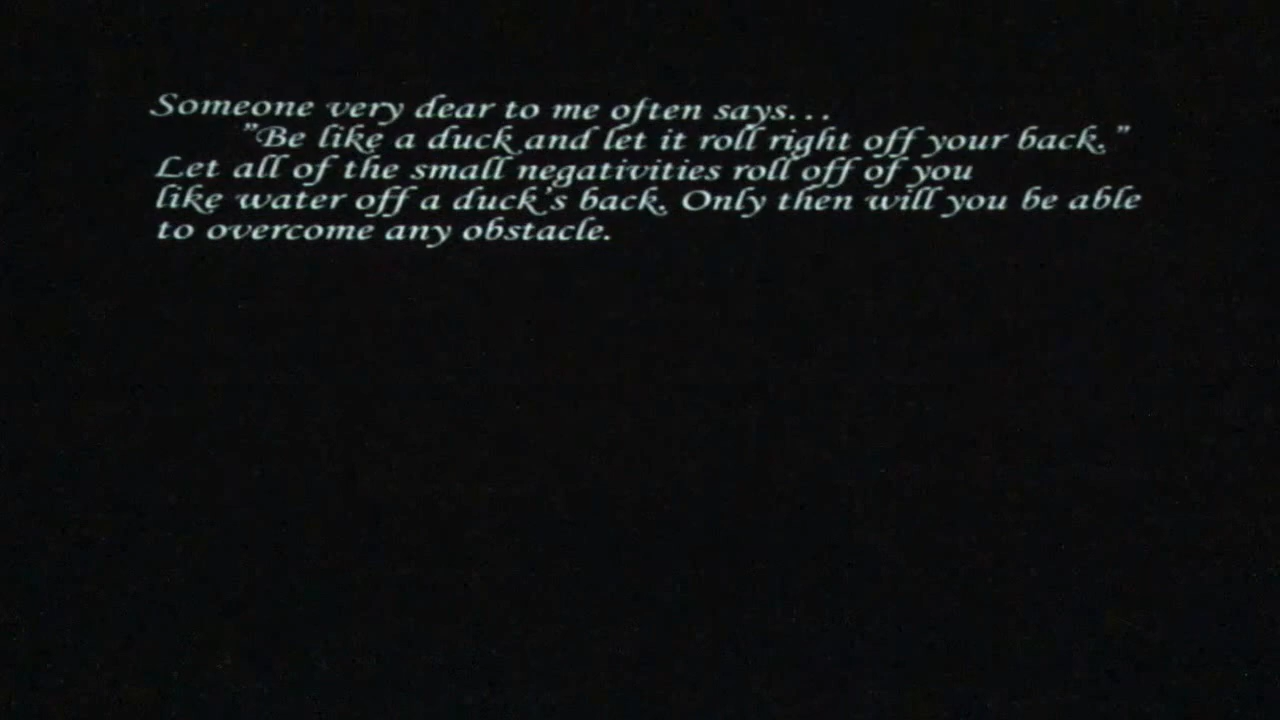 Someone very dear to me often says...
"Be like a duck and let it roll right off your back."
Let all of the small negativities roll off of you
like water off a duck's back. Only then will you be able
to overcome any obstacle.